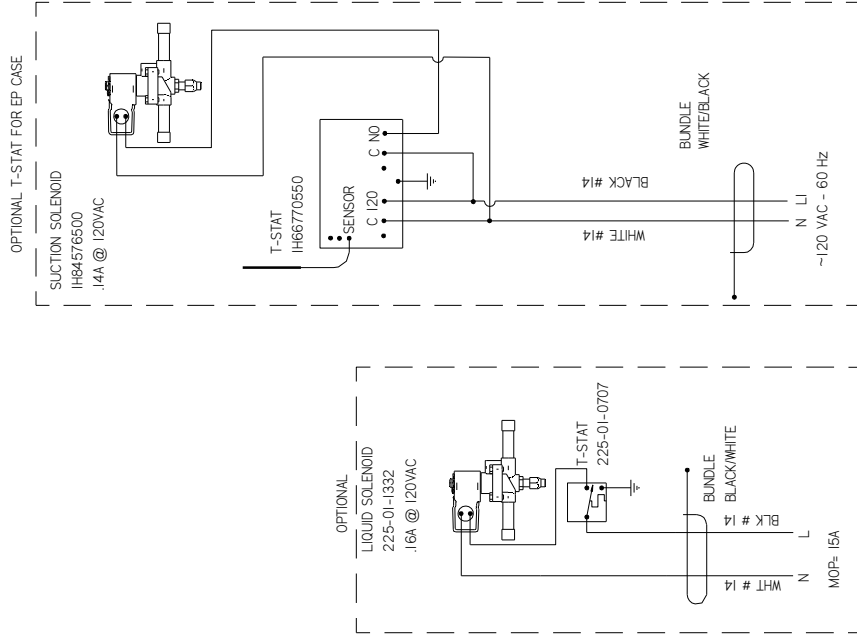 OPTIONAL T-STAT FOR EP CASE
SUCTION SOLENOID
IH84576500
.14A @ 120VAC
T-STAT
IH66770550
SENSOR
C 120
C NO
BLACK #14
WHITE #14
BUNDLE
WHITE/BLACK
N
L1
~120 VAC - 60 Hz
OPTIONAL
LIQUID SOLENOID
225-01-1332
.16A @ 120VAC
T-STAT
225-01-0707
BUNDLE
BLACK/WHITE
BLK # 14
WHT # 14
N
L
MOP= 15A